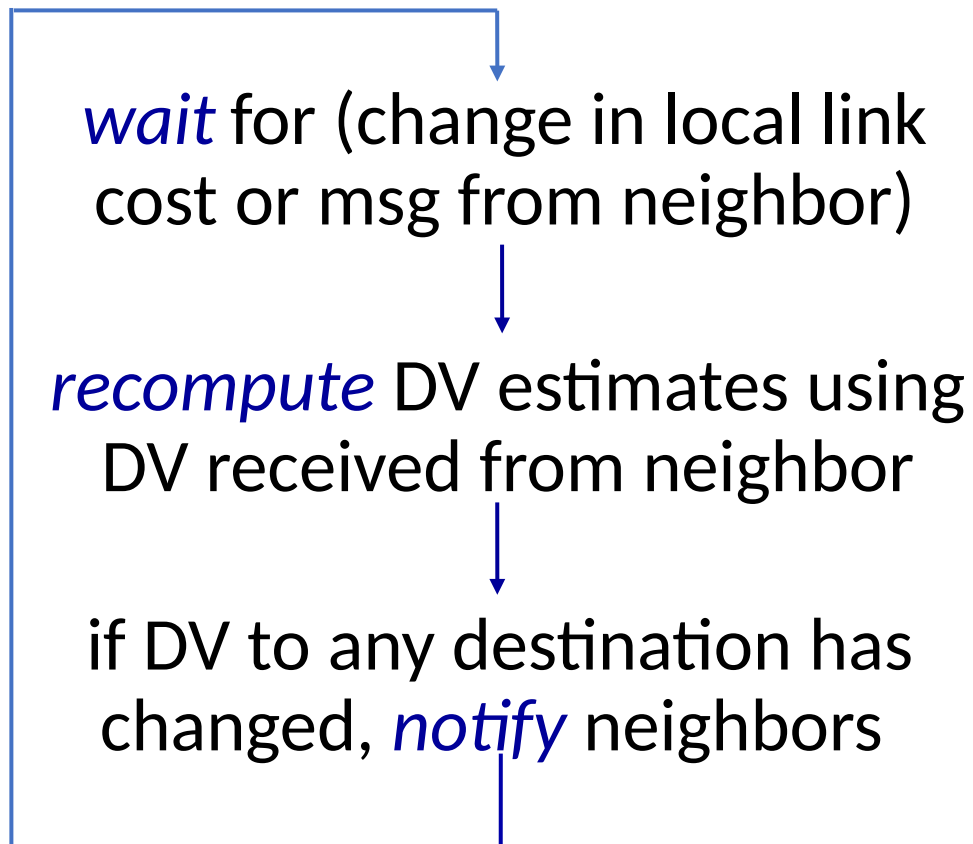 wait for (change in local link
cost or msg from neighbor)
recompute DV estimates using
DV received from neighbor
if DV to any destination has
changed, notify neighbors